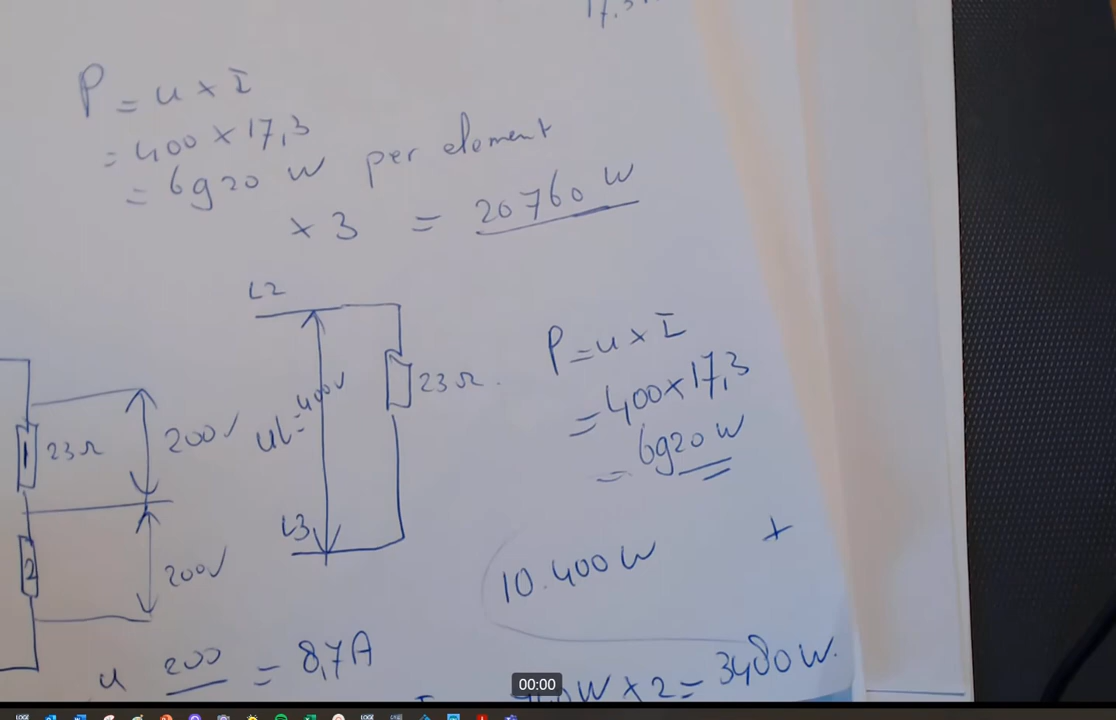 P = u x I
= 400 x 17,3
= 6920 W per element
x 3 = 20760 W
L2
23 Ω
200V
UL = 400V
23 Ω.
P = u x I
= 400 x 17,3
= 6920 W
L3
2
200V
10.400 W
+
u 200 = 8,7A
W x 2 = 3480 W.
00:00